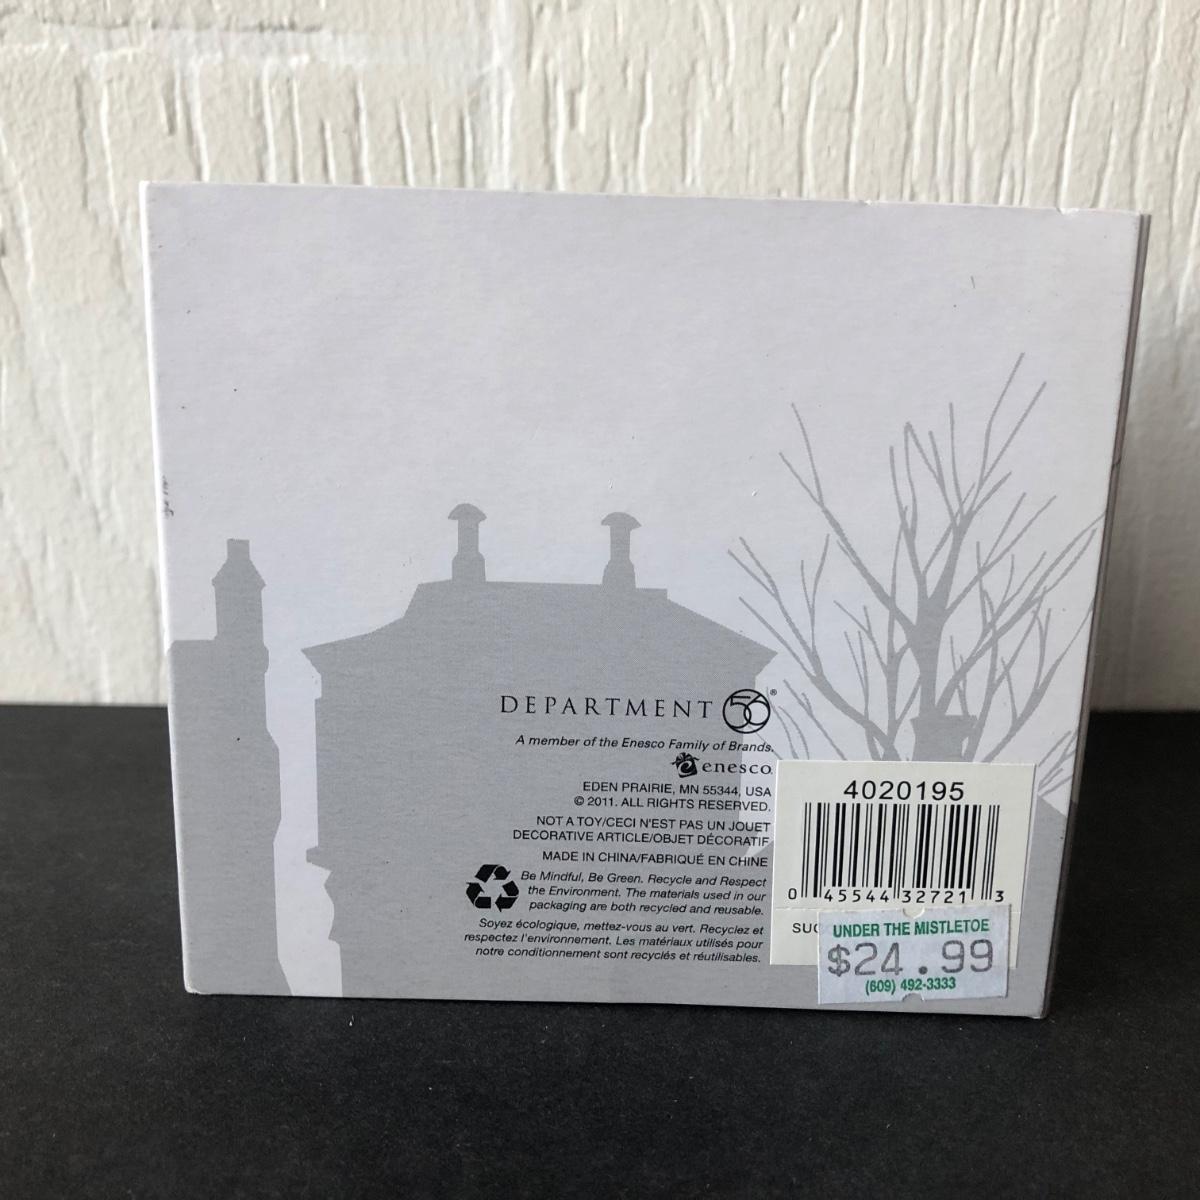 DEPARTMENT 56®
A member of the Enesco Family of Brands.
enesco.
EDEN PRAIRIE, MN 55344, USA
© 2011. ALL RIGHTS RESERVED.
NOT A TOY/CECI N'EST PAS UN JOUET
DECORATIVE ARTICLE/OBJET DÉCORATIF
MADE IN CHINA/FABRIQUÉ EN CHINE
Be Mindful, Be Green. Recycle and Respect
the Environment. The materials used in our
packaging are both recycled and reusable.
Soyez écologique, mettez-vous au vert. Recyclez et
respectez l'environnement. Les matériaux utilisés pour
notre conditionnement sont recyclés et réutilisables.
4020195
0 45544 32721 3
UNDER THE MISTLETOE
$24.99
(609) 492-3333